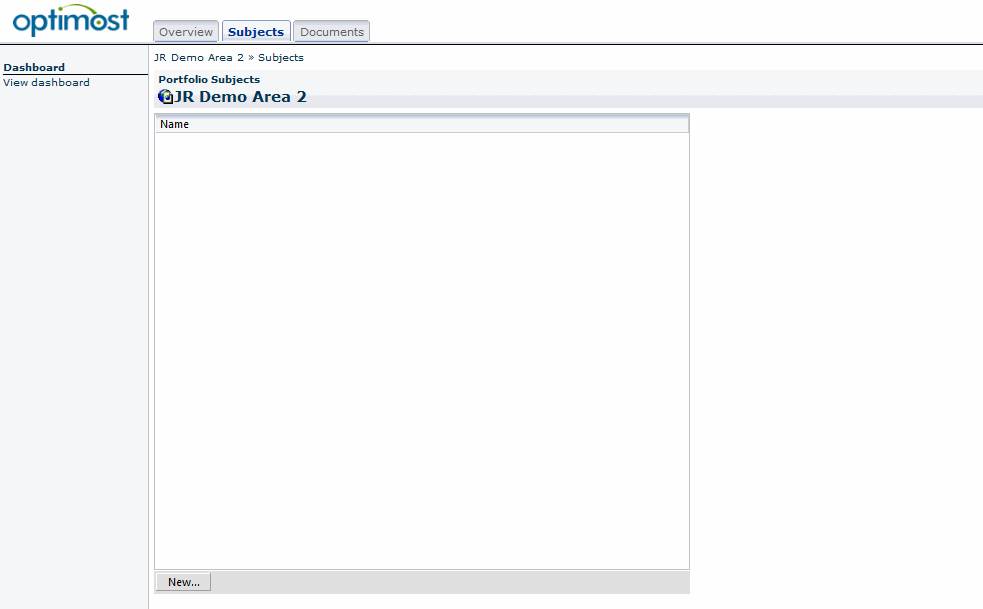 optimost
Overview Subjects Documents
Dashboard
View dashboard
JR Demo Area 2 » Subjects
Portfolio Subjects
JR Demo Area 2
Name
New...